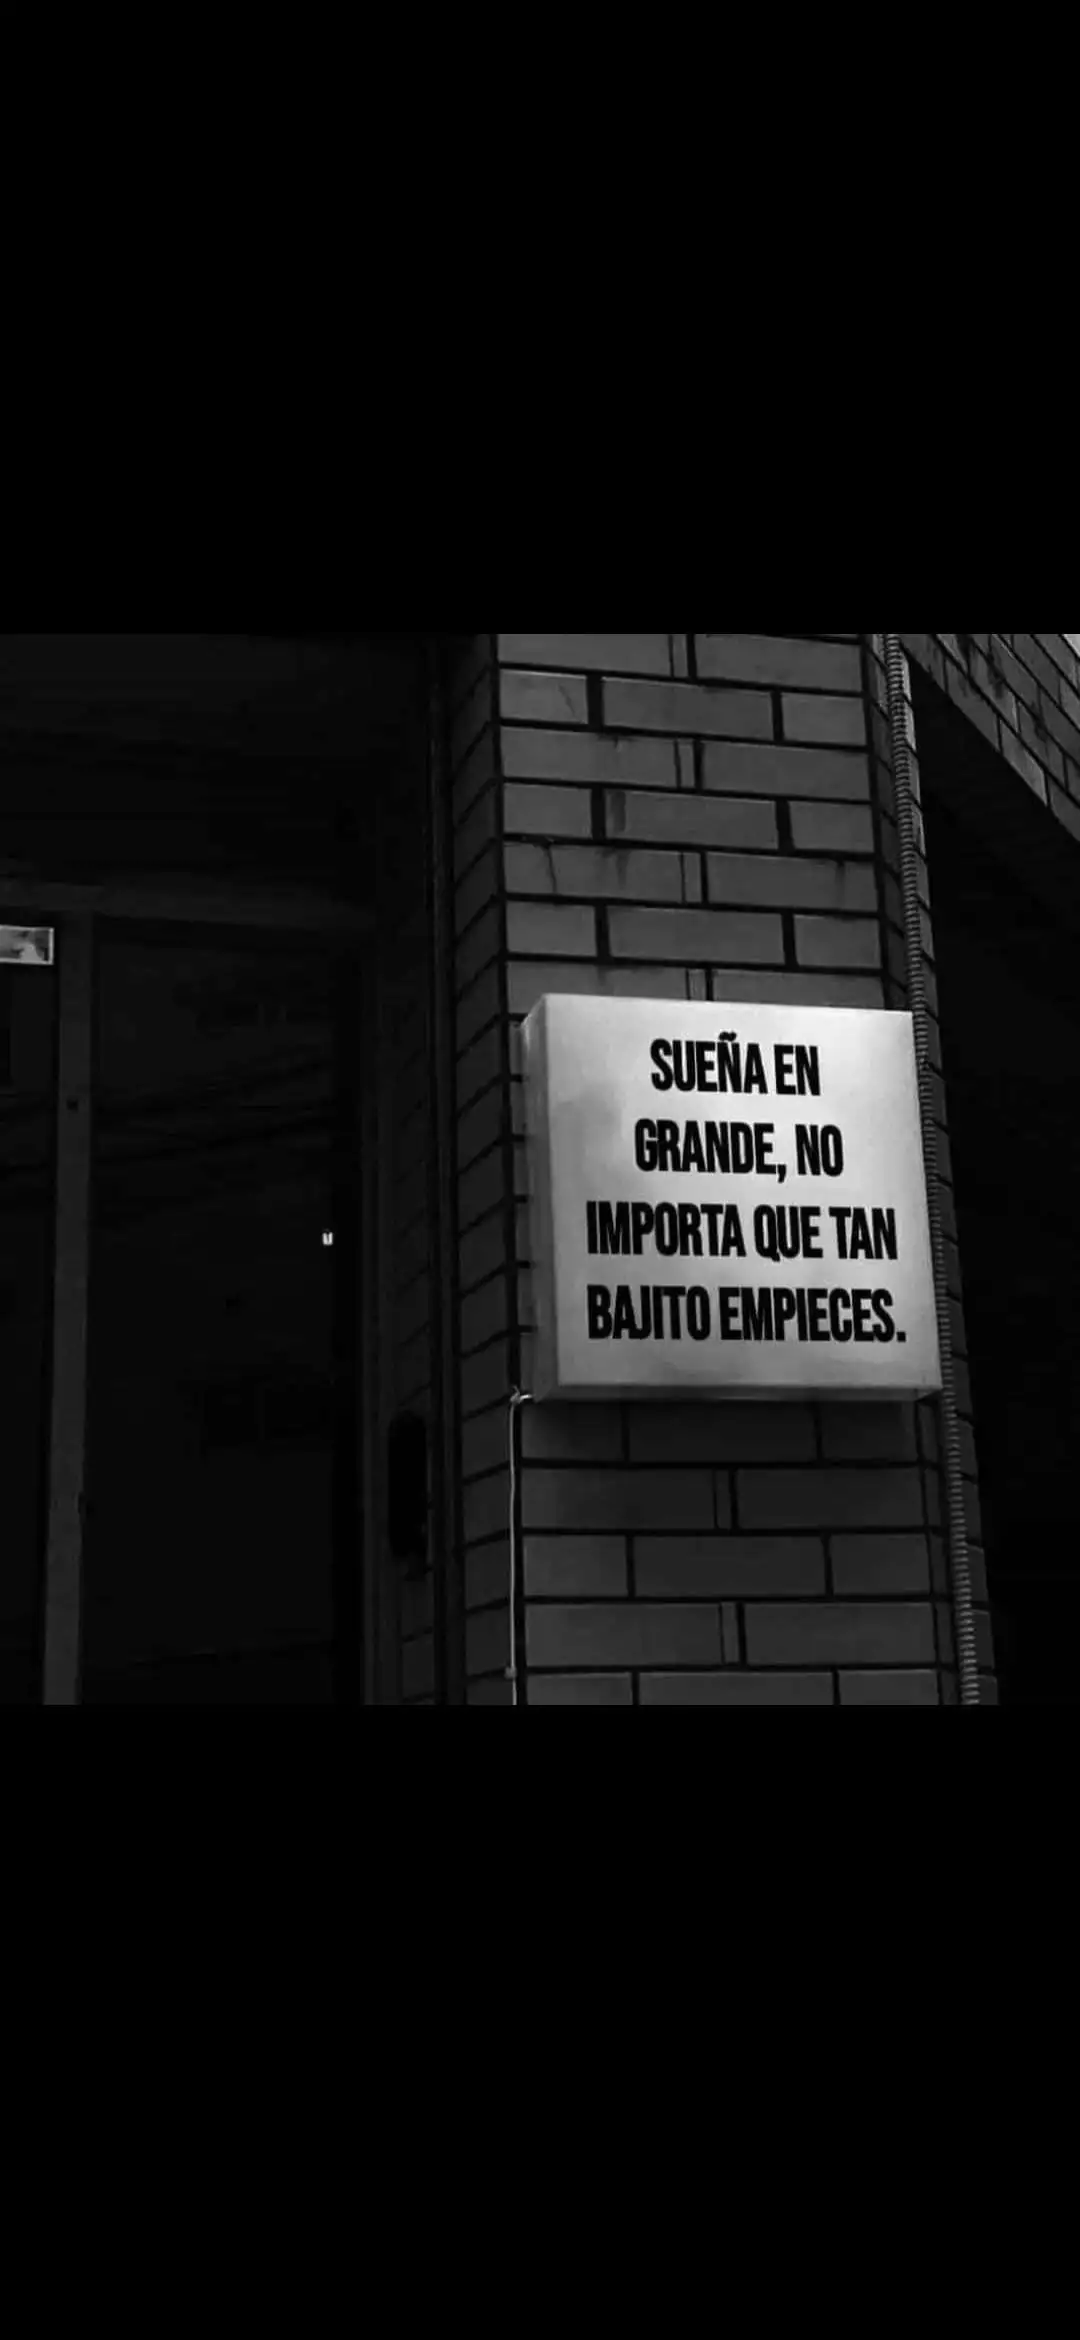 SUEÑA EN
GRANDE, NO
IMPORTA QUE TAN
BAJITO EMPIECES.